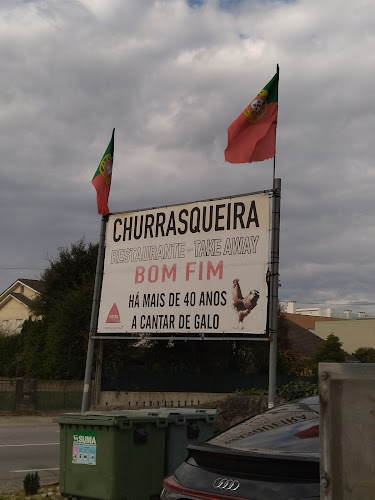 CHURRASQUEIRA
RESTAURANTE - TAKE AWAY
BOM FIM
HÁ MAIS DE 40 ANOS
A CANTAR DE GALO
SUMA